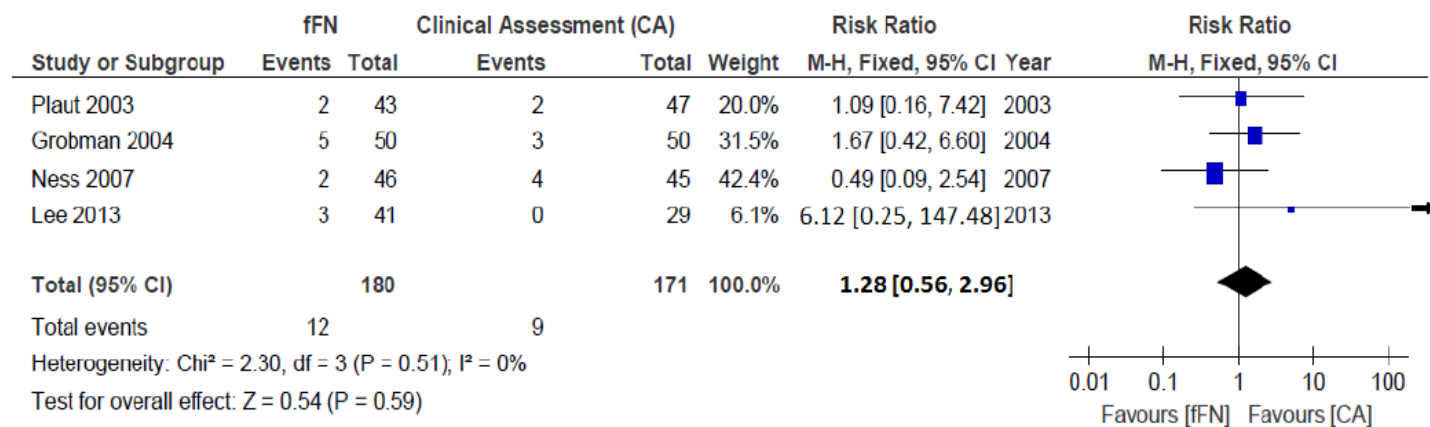 fFN Clinical Assessment (CA) Risk Ratio Risk Ratio
Study or Subgroup Events Total Events Total Weight M-H, Fixed, 95% CI Year M-H, Fixed, 95% CI
Plaut 2003 2 43 2 47 20.0% 1.09 [0.16, 7.42] 2003
Grobman 2004 5 50 3 50 31.5% 1.67 [0.42, 6.60] 2004
Ness 2007 2 46 4 45 42.4% 0.49 [0.09, 2.54] 2007
Lee 2013 3 41 0 29 6.1% 6.12 [0.25, 147.48] 2013
Total (95% CI) 180 171 100.0% 1.28 [0.56, 2.96]
Total events 12 9
Heterogeneity: Chi² = 2.30, df = 3 (P = 0.51); I² = 0%
Test for overall effect: Z = 0.54 (P = 0.59)
0.01 0.1 1 10 100
Favours [fFN] Favours [CA]